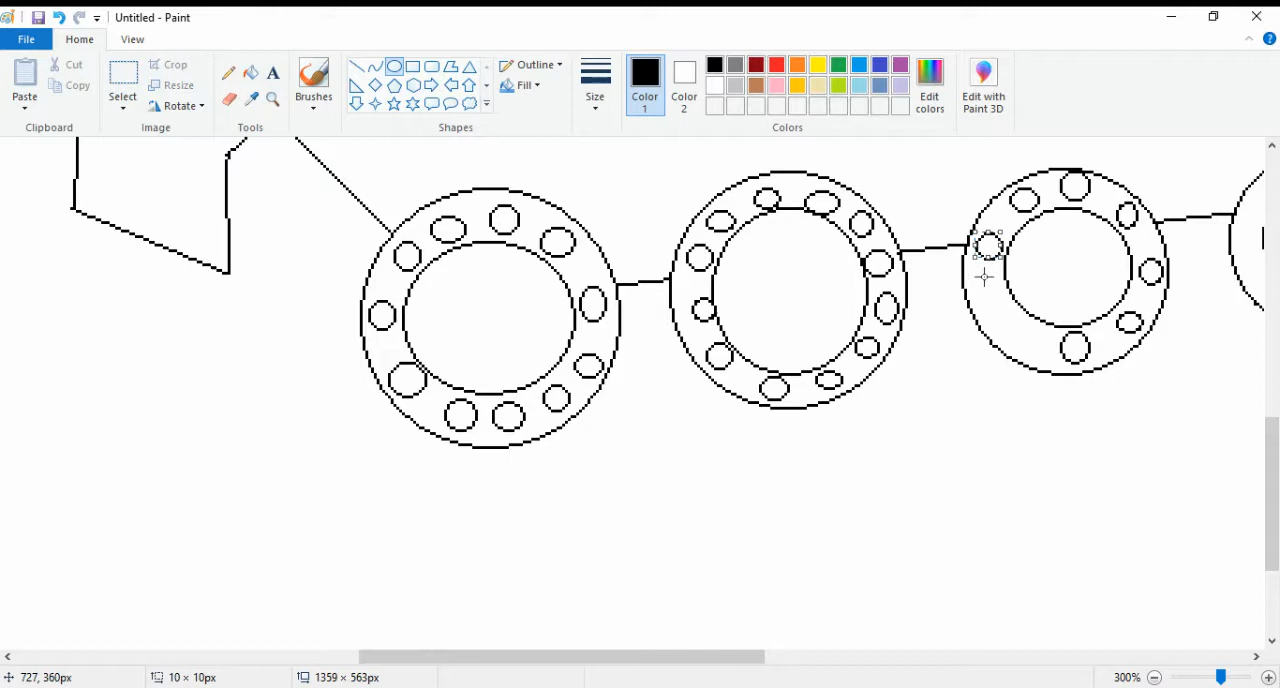 Untitled - Paint
File Home View
Paste
Cut
Copy
Clipboard
Select
Crop
Resize
Rotate
Image
A
Tools
Brushes
Outline
Fill
Shapes
Size
Color 1
Color 2
Edit colors
Colors
Edit with Paint 3D
727, 360px 10 × 10px 1359 × 563px 300%